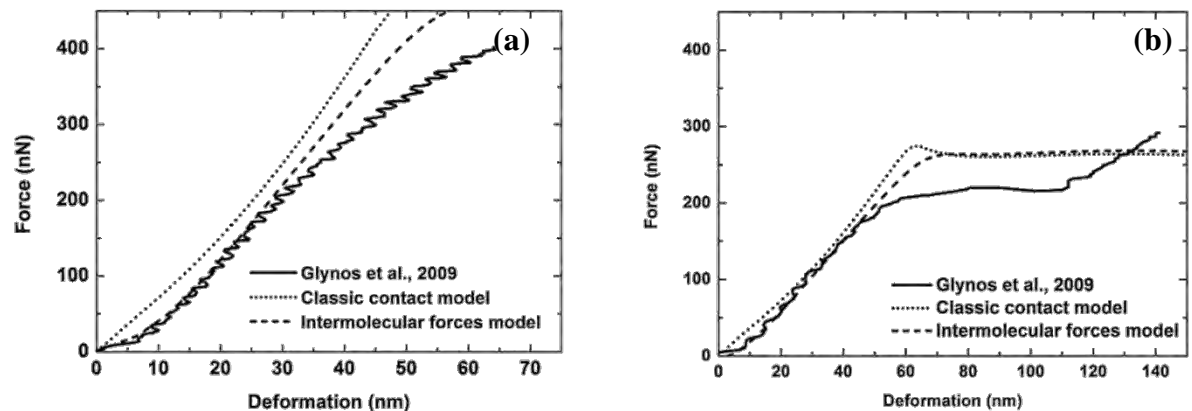 (a)
400
300
200
100
0
Force (nN)
Glynos et al., 2009
Classic contact model
Intermolecular forces model
0 10 20 30 40 50 60 70
Deformation (nm)
(b)
400
300
200
100
0
Force (nN)
Glynos et al., 2009
Classic contact model
Intermolecular forces model
0 20 40 60 80 100 120 140
Deformation (nm)